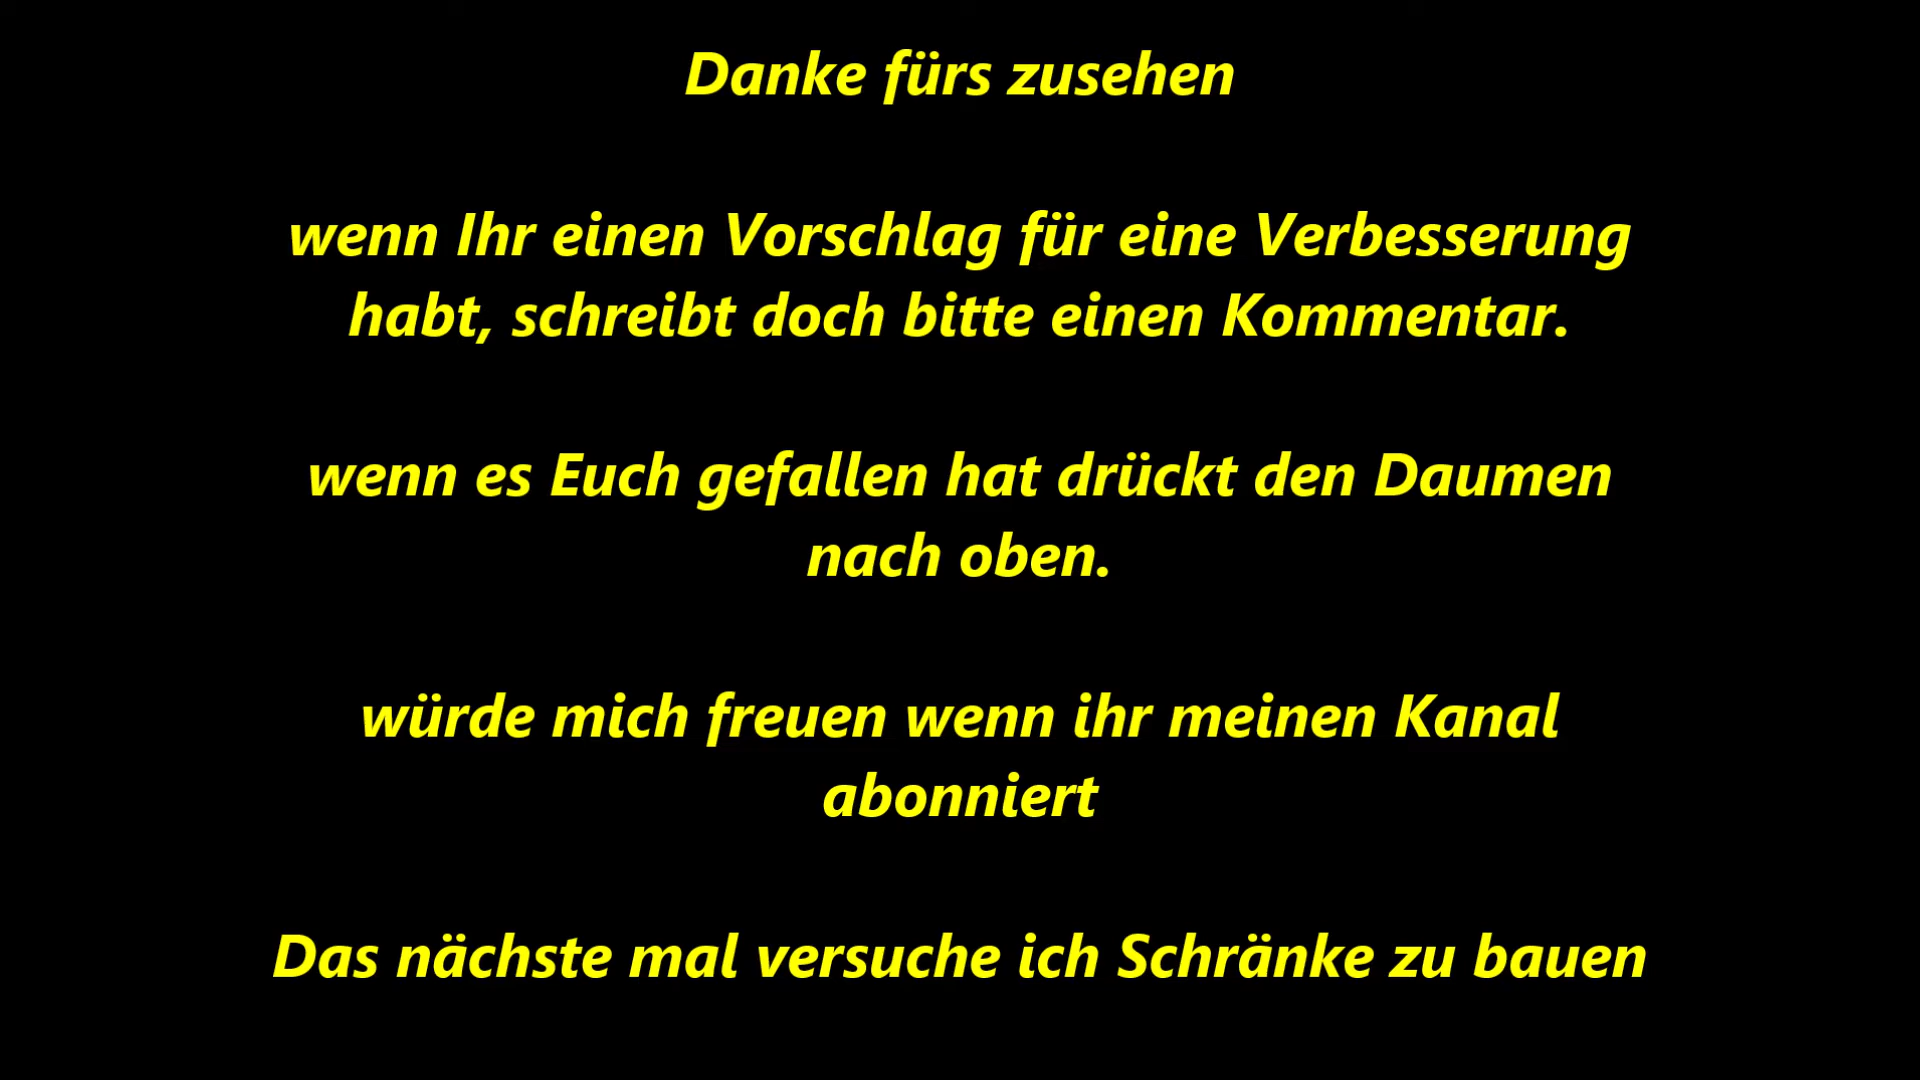 Danke fürs zusehen
wenn Ihr einen Vorschlag für eine Verbesserung
habt, schreibt doch bitte einen Kommentar.
wenn es Euch gefallen hat drückt den Daumen
nach oben.
würde mich freuen wenn ihr meinen Kanal
abonniert
Das nächste mal versuche ich Schränke zu bauen